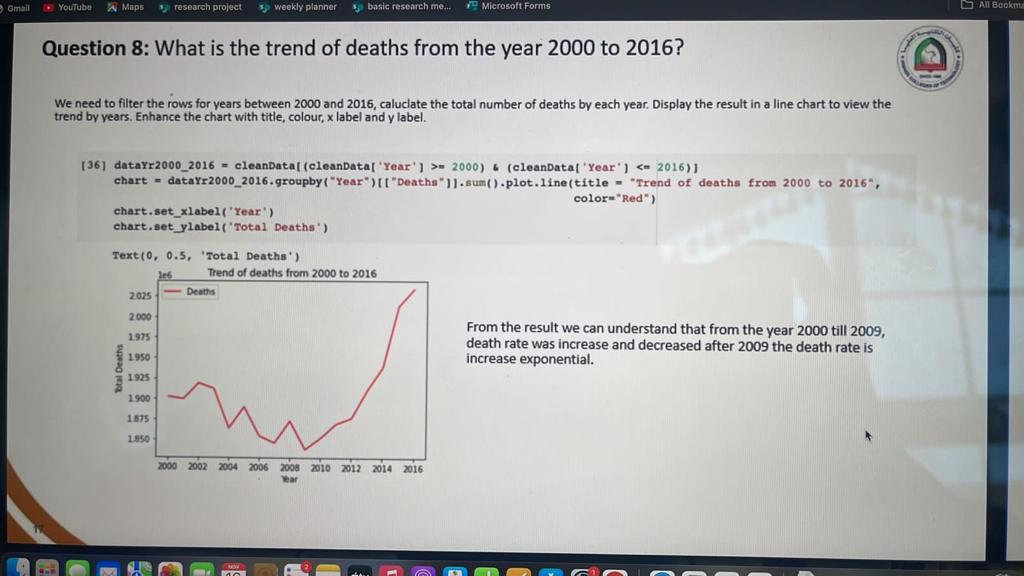 Gmail YouTube Maps research project weekly planner basic research me... Microsoft Forms All Bookma
Question 8: What is the trend of deaths from the year 2000 to 2016?
We need to filter the rows for years between 2000 and 2016, caluclate the total number of deaths by each year. Display the result in a line chart to view the
trend by years. Enhance the chart with title, colour, x label and y label.
[36] dataYr2000_2016 = cleanData[(cleanData['Year'] >= 2000) & (cleanData['Year'] <= 2016)]
chart = dataYr2000_2016.groupby("Year")[["Deaths"]].sum().plot.line(title = "Trend of deaths from 2000 to 2016",
color="Red")
chart.set_xlabel('Year')
chart.set_ylabel('Total Deaths')
Text(0, 0.5, 'Total Deaths')
1e6 Trend of deaths from 2000 to 2016
Deaths
2.025
2.000
1.975
1.950
1.925
1.900
1.875
1.850
Total Deaths
2000 2002 2004 2006 2008 2010 2012 2014 2016
Year
From the result we can understand that from the year 2000 till 2009,
death rate was increase and decreased after 2009 the death rate is
increase exponential.
17
NOV
2
1